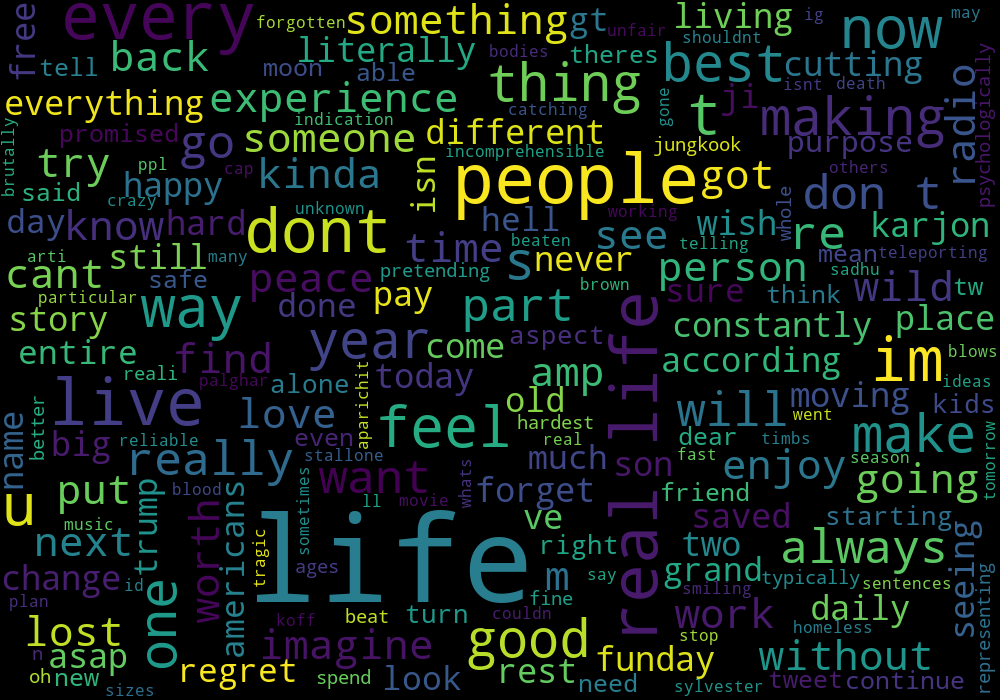 free
every
forgotten
something
gt
unfair
living
ig
now
may
tell
back
moon
literally
able
bodies
theres
shouldnt
best
cutting
isnt
death
everything
experience
indication
thing
catching
gone
t
ji
making
radio
psychologically
brutally
promised
ppl
go
someone
different
incomprehensible
jungkook
purpose
others
try
cap
kinda
isn
people
got
don t
said
crazy
happy
unknown
working
whole
day
know
hard
dont
hell
see
wish
re
karjon
arti
still
many
time
beaten
telling
mean
teleporting
cant
safe
peace
pretending
s
never
brown
person
sure
think
sadhu
wild
tw
particular
story
way
done
pay
part
constantly
place
entire
find
year
come
aspect
real life
according
im
blows
reali
palghar
alone
today
amp
moving
ideas
name
better
live
love
aparichit
feel
old
hardest
real
will
went
kids
big
reliable
really
even
stallone
much
son
dear
fast
timbs
make
season
tomorrow
u
put
blood
want
whats
forget
friend
enjoy
going
music
trump
americans
sometimes
ll
movie
ve
saved
starting
next
worth
tragic
life
right
two
always
seeing
change
id
ages
m
say
grand
typically
sentences
representing
plan
one
koff
beat
turn
couldn
fine
smiling
work
daily
lost
imagine
good
stop
homeless
n
asap
regret
rest
funday
without
oh
new
sizes
spend
look
need
sylvester
tweet
continue